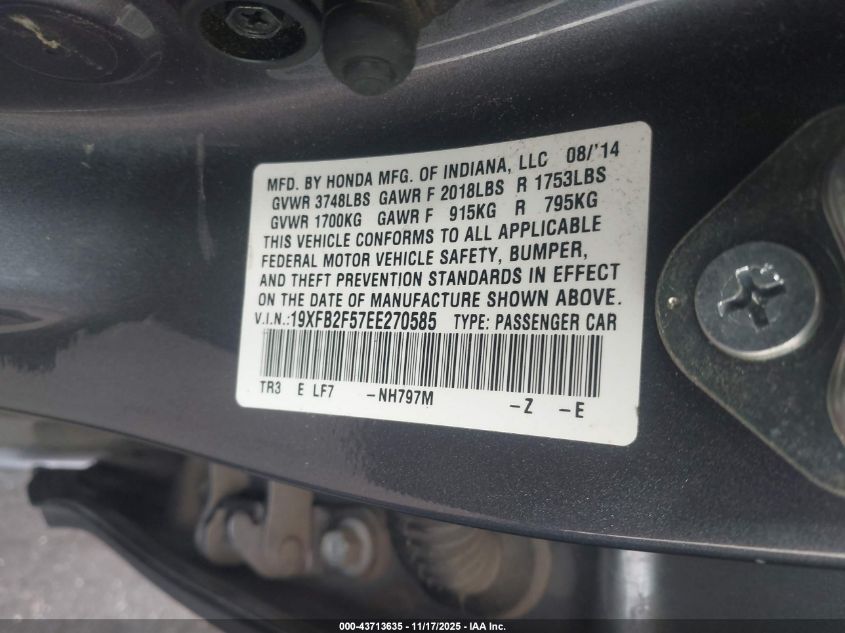 MFD. BY HONDA MFG. OF INDIANA, LLC 08/'14
GVWR 3748LBS GAWR F 2018LBS R 1753LBS
GVWR 1700KG GAWR F 915KG R 795KG
THIS VEHICLE CONFORMS TO ALL APPLICABLE
FEDERAL MOTOR VEHICLE SAFETY, BUMPER,
AND THEFT PREVENTION STANDARDS IN EFFECT
ON THE DATE OF MANUFACTURE SHOWN ABOVE.
V.I.N.:19XFB2F57EE270585 TYPE: PASSENGER CAR
TR3 E LF7 -NH797M -Z -E
000-43713635 - 11/17/2025 - IAA Inc.